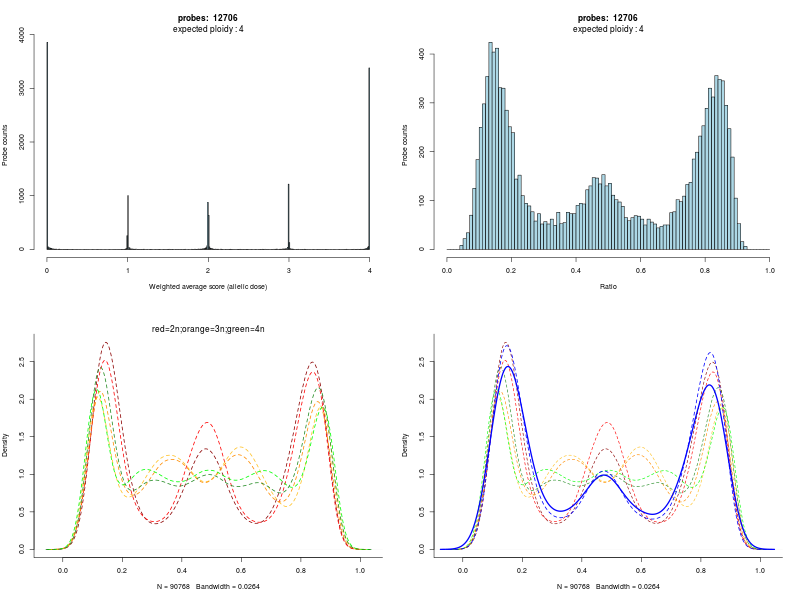 probes: 12706
expected ploidy : 4
Probe counts
4000
3000
2000
1000
0
0 1 2 3 4
Weighted average score (allelic dose)
probes: 12706
expected ploidy : 4
Probe counts
400
300
200
100
0
0.0 0.2 0.4 0.6 0.8 1.0
Ratio
red=2n;orange=3n;green=4n
Density
2.5
2.0
1.5
1.0
0.5
0.0
0.0 0.2 0.4 0.6 0.8 1.0
N = 90768 Bandwidth = 0.0264
Density
2.5
2.0
1.5
1.0
0.5
0.0
0.0 0.2 0.4 0.6 0.8 1.0
N = 90768 Bandwidth = 0.0264